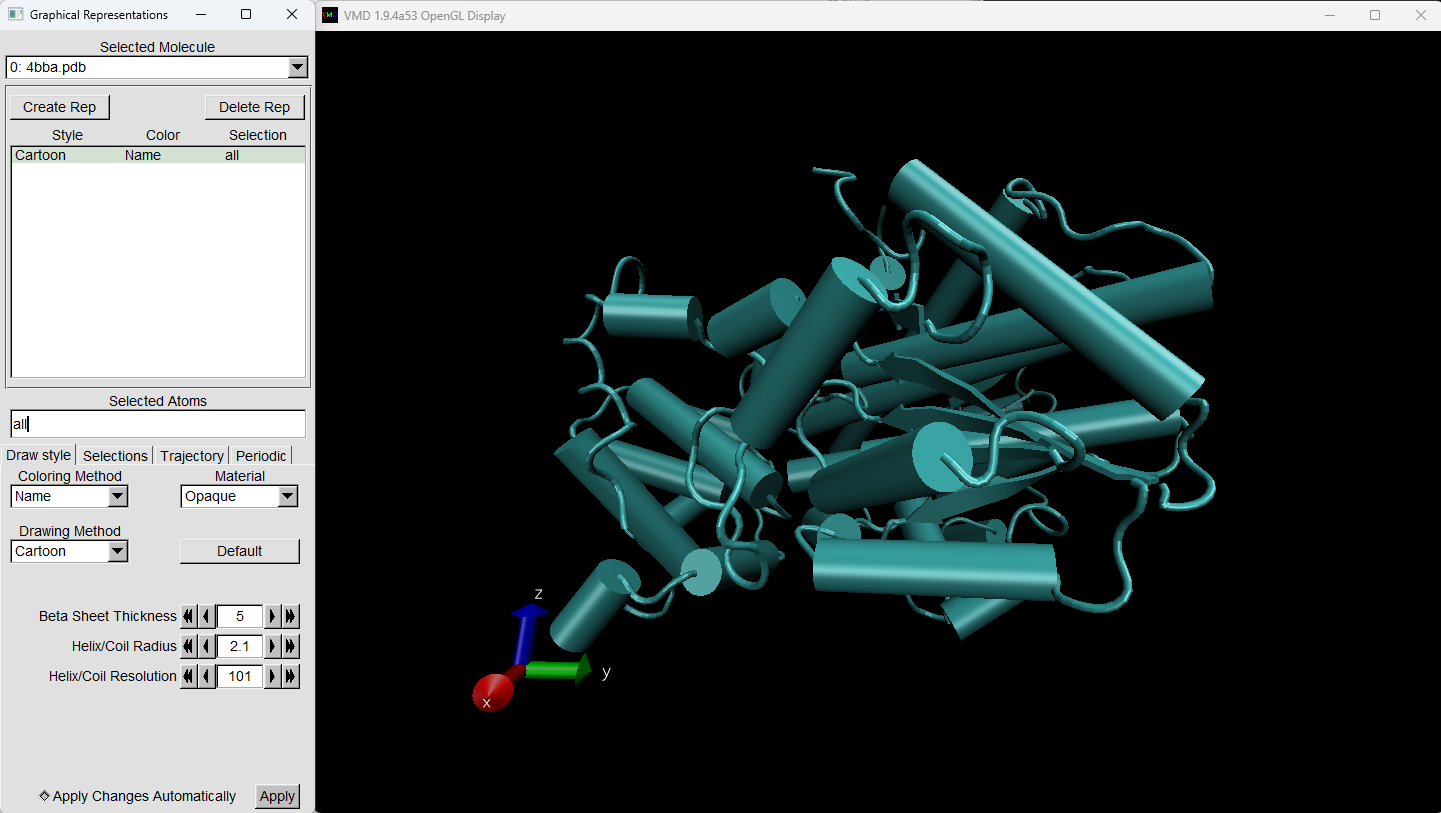 Graphical Representations
Selected Molecule
0: 4bba.pdb
Create Rep Delete Rep
Style Color Selection
Cartoon Name all
Selected Atoms
all
Draw style Selections Trajectory Periodic
Coloring Method Material
Name Opaque
Drawing Method
Cartoon Default
Beta Sheet Thickness 5
Helix/Coil Radius 2.1
Helix/Coil Resolution 101
Apply Changes Automatically Apply
VMD VMD 1.9.4a53 OpenGL Display
z
y
x